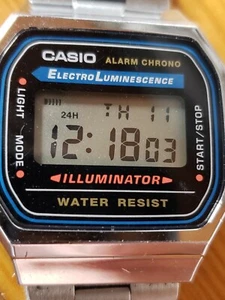 CASIO ALARM CHRONO
ELECTRO LUMINESCENCE
LIGHT
MODE
START/STOP
TH 11
24H
12:18 03
ILLUMINATOR
WATER RESIST